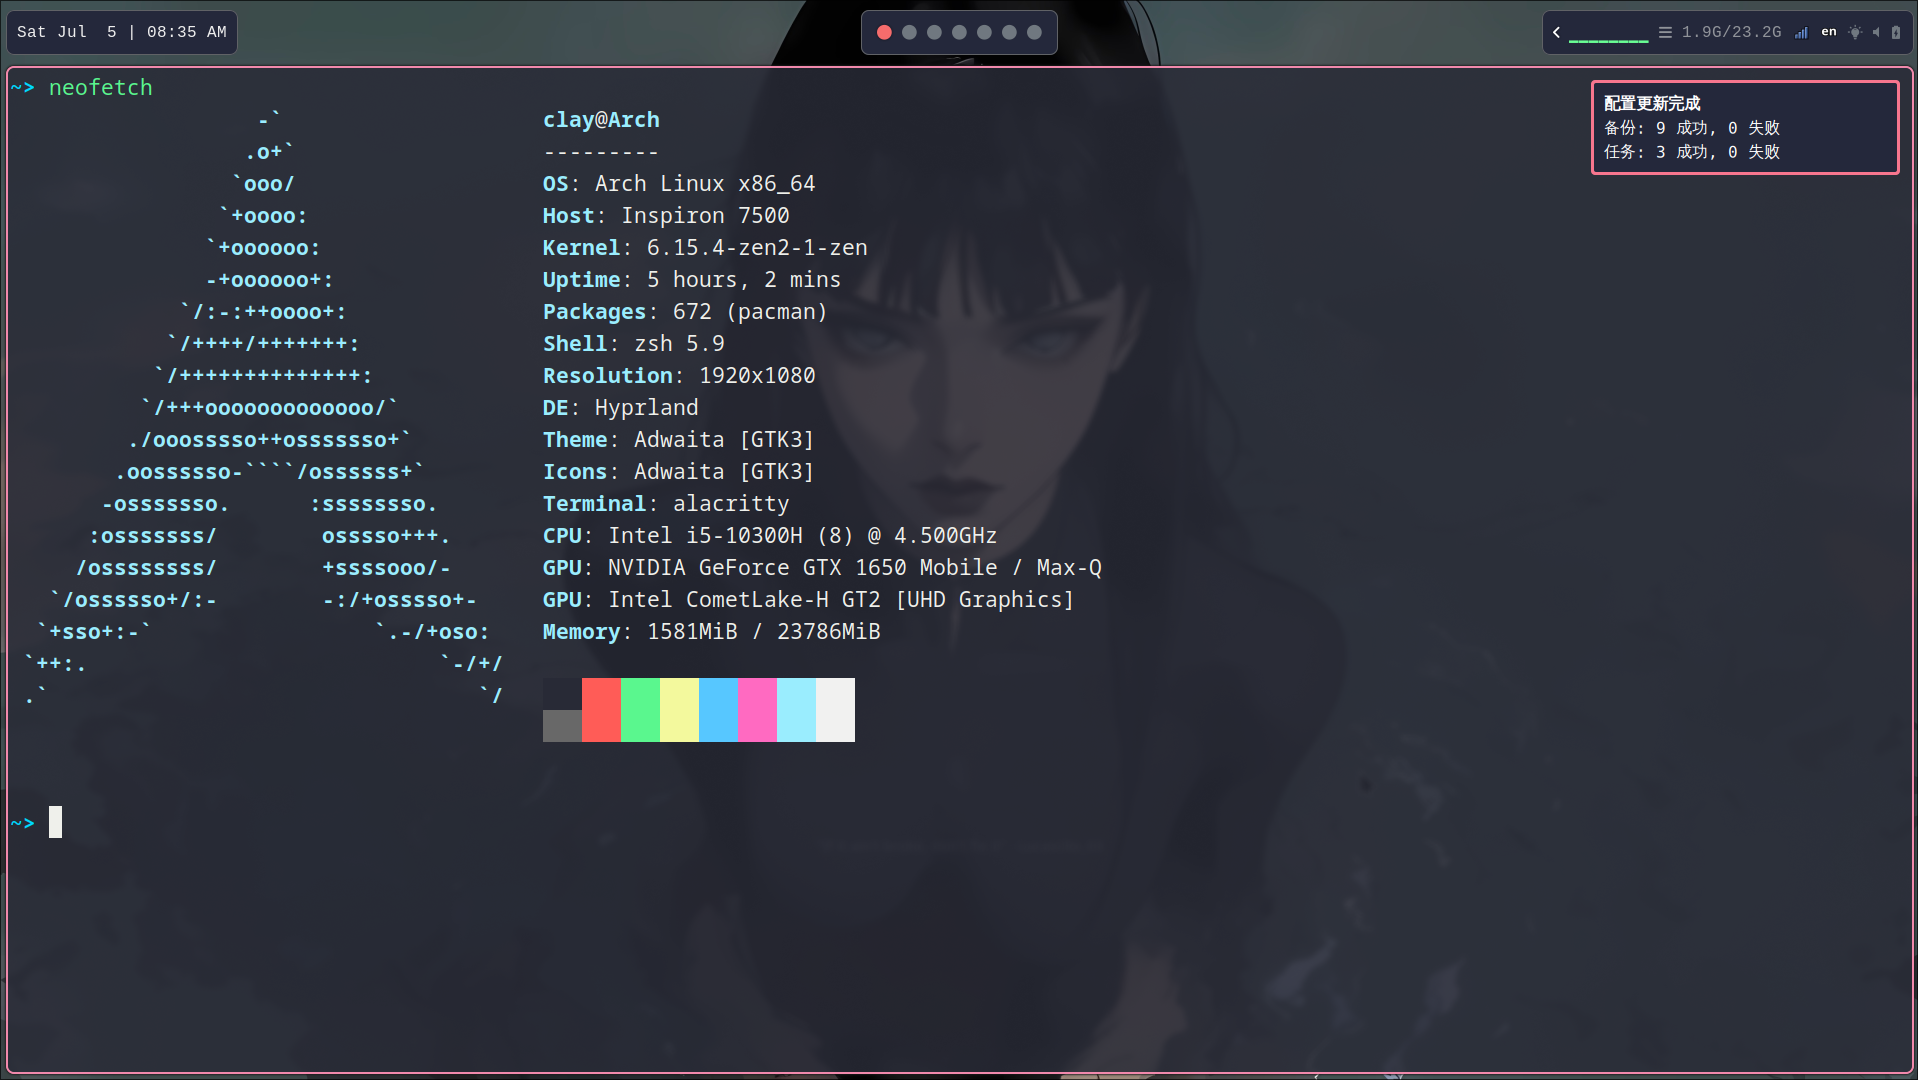 Sat Jul  5 | 08:35 AM
1.9G/23.2G en
~> neofetch
配置更新完成
备份: 9 成功, 0 失败
任务: 3 成功, 0 失败
                   -`                    clay@Arch
                  .o+`                   ---------
                 `ooo/                   OS: Arch Linux x86_64
                `+oooo:                  Host: Inspiron 7500
               `+oooooo:                 Kernel: 6.15.4-zen2-1-zen
               -+oooooo+:                Uptime: 5 hours, 2 mins
             `/:-:++oooo+:               Packages: 672 (pacman)
            `/++++/+++++++:              Shell: zsh 5.9
           `/++++++++++++++:             Resolution: 1920x1080
          `/+++ooooooooooooo/`           DE: Hyprland
         ./ooosssso++osssssso+`          Theme: Adwaita [GTK3]
        .oossssso-````/ossssss+`         Icons: Adwaita [GTK3]
       -osssssso.      :ssssssso.        Terminal: alacritty
      :osssssss/        osssso+++.       CPU: Intel i5-10300H (8) @ 4.500GHz
     /ossssssss/        +ssssooo/-       GPU: NVIDIA GeForce GTX 1650 Mobile / Max-Q
   `/ossssso+/:-        -:/+osssso+-     GPU: Intel CometLake-H GT2 [UHD Graphics]
  `+sso+:-`                 `.-/+oso:    Memory: 1581MiB / 23786MiB
 `++:.                           `-/+/
 .`                                 `/
~>